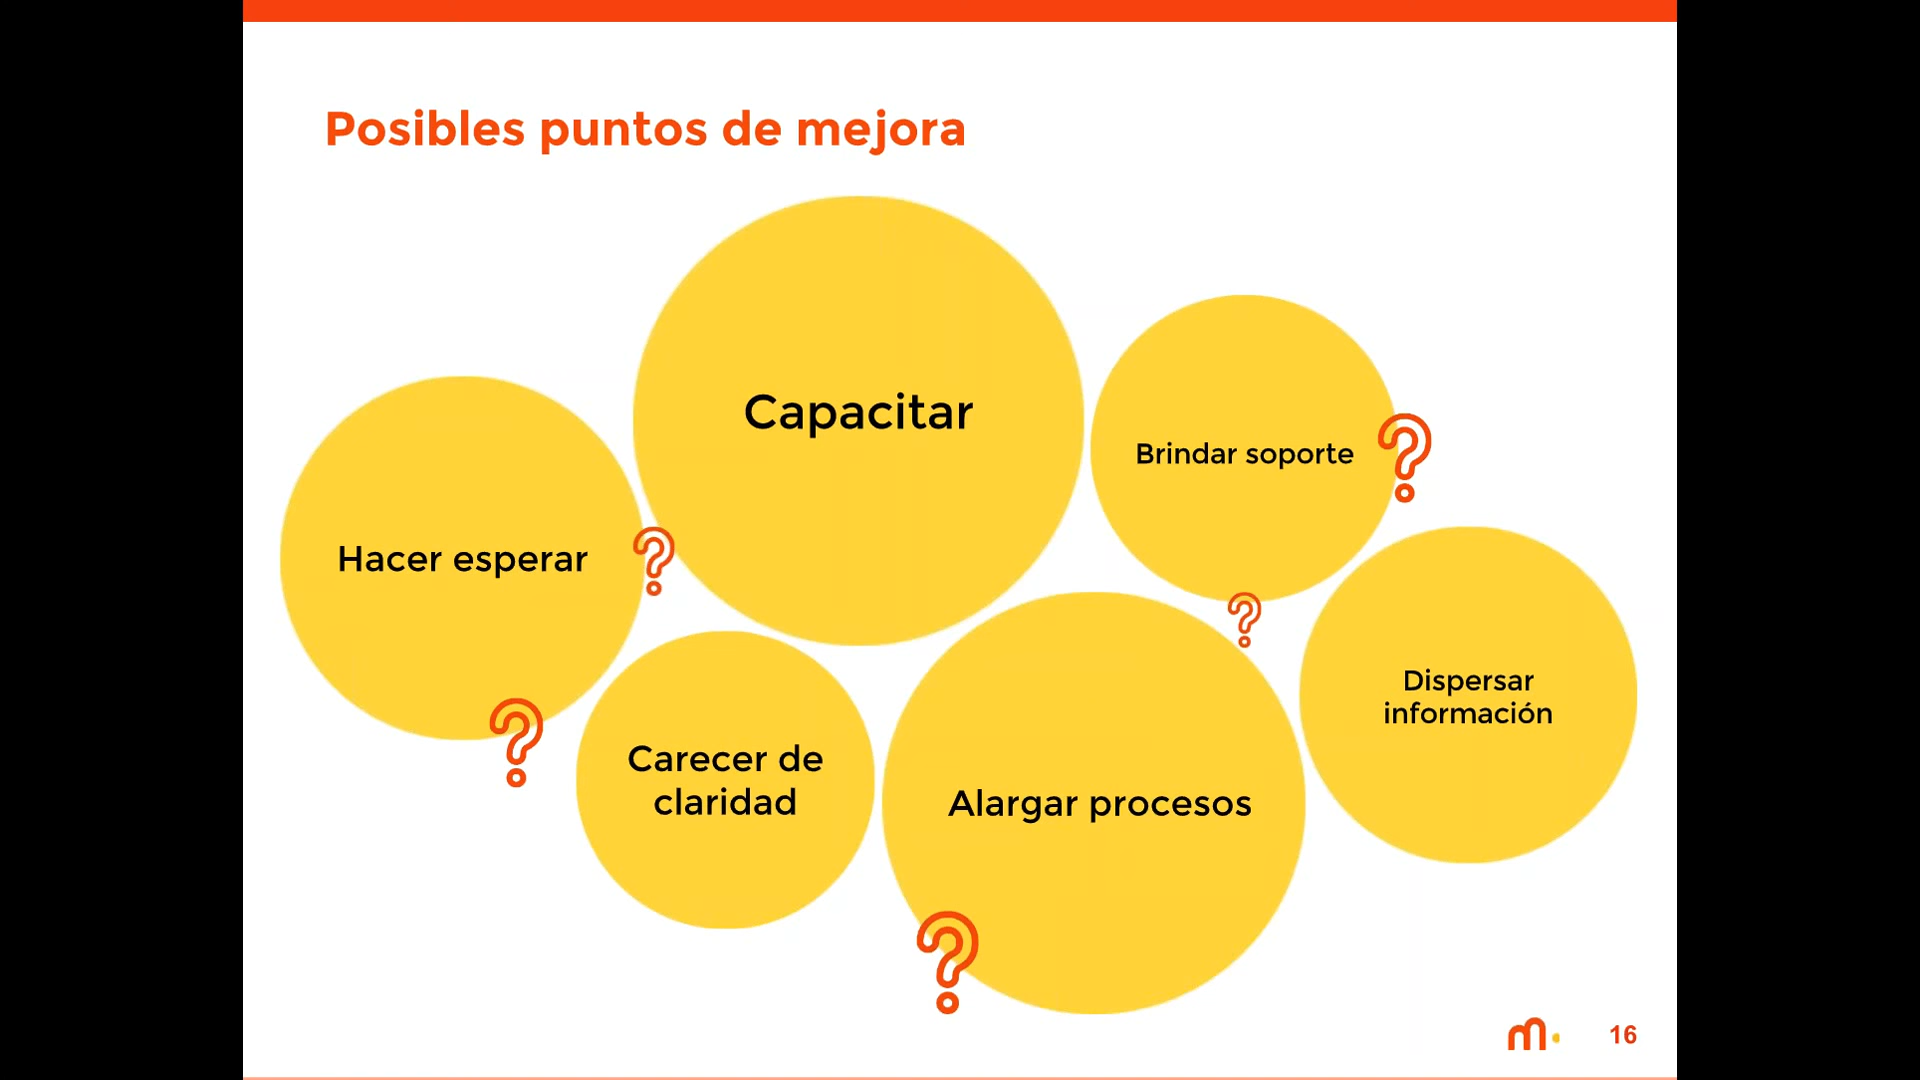 Posibles puntos de mejora
Capacitar
Brindar soporte
Hacer esperar
Dispersar
información
Carecer de
claridad
Alargar procesos
m.
16